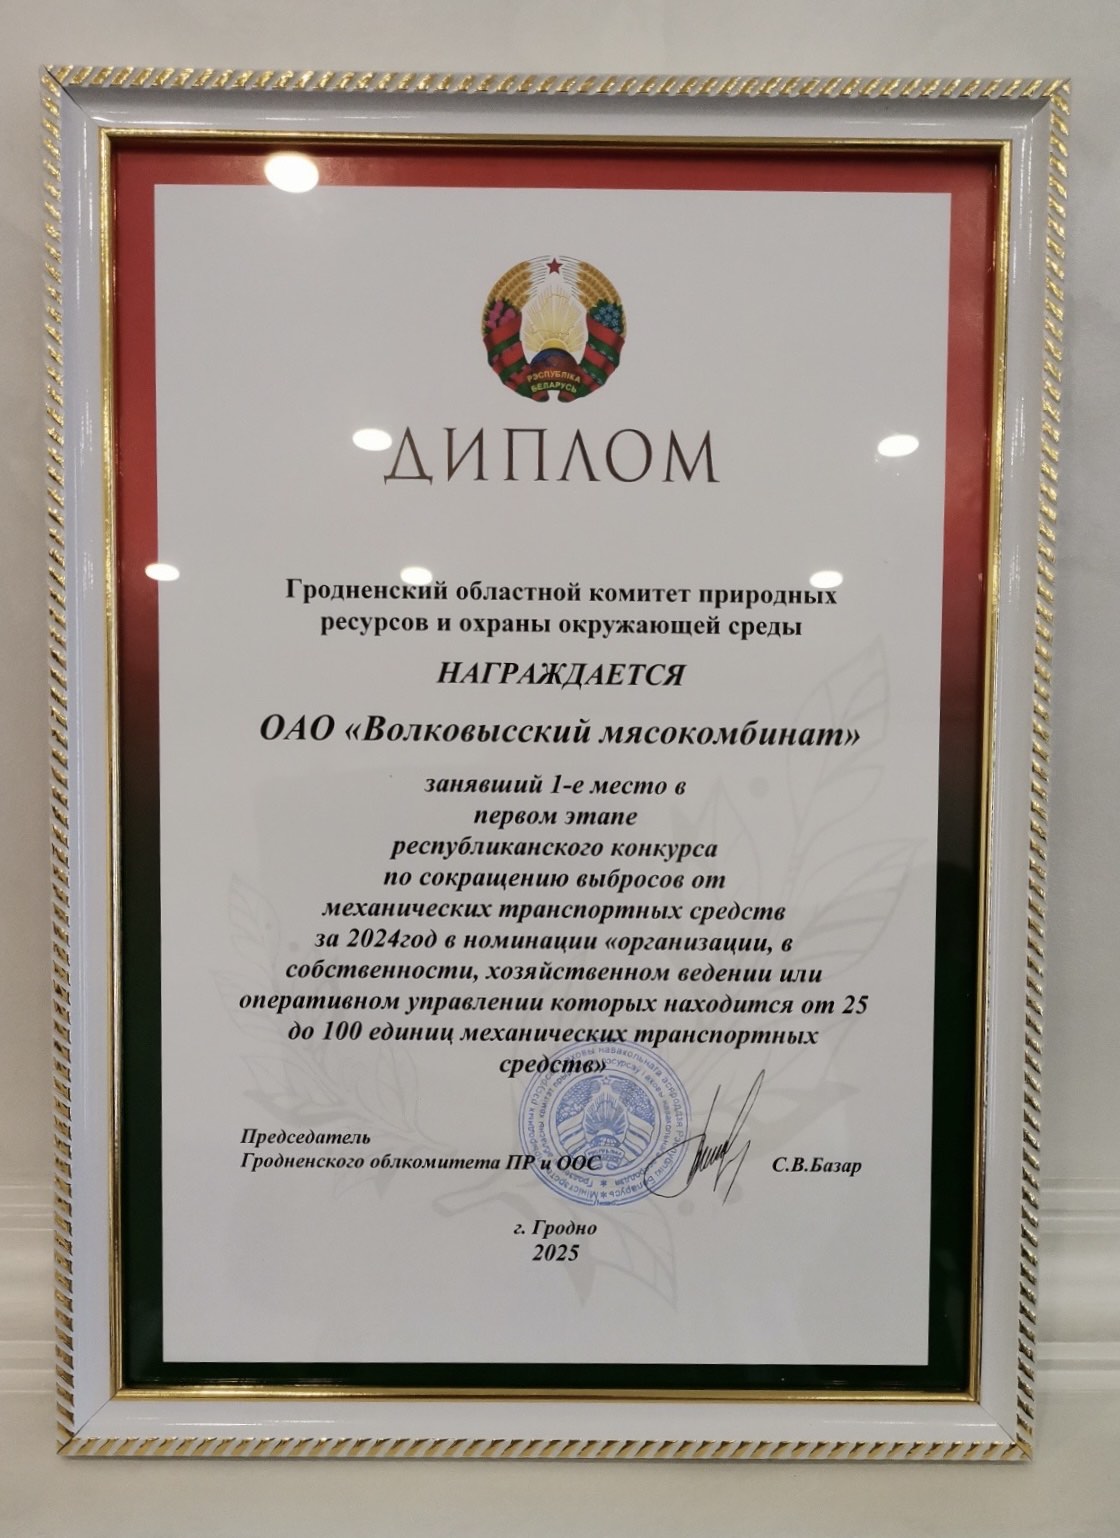 РЭСПУБЛІКА
БЕЛАРУСЬ
ДИПЛОМ
Гродненский областной комитет природных
ресурсов и охраны окружающей среды
НАГРАЖДАЕТСЯ
ОАО «Волковысский мясокомбинат»
занявший 1-е место в
первом этапе
республиканского конкурса
по сокращению выбросов от
механических транспортных средств
за 2024год в номинации «организации, в
собственности, хозяйственном ведении или
оперативном управлении которых находится от 25
до 100 единиц механических транспортных
средств»
Председатель
Гродненского облкомитета ПР и ООС
С.В.Базар
г. Гродно
2025